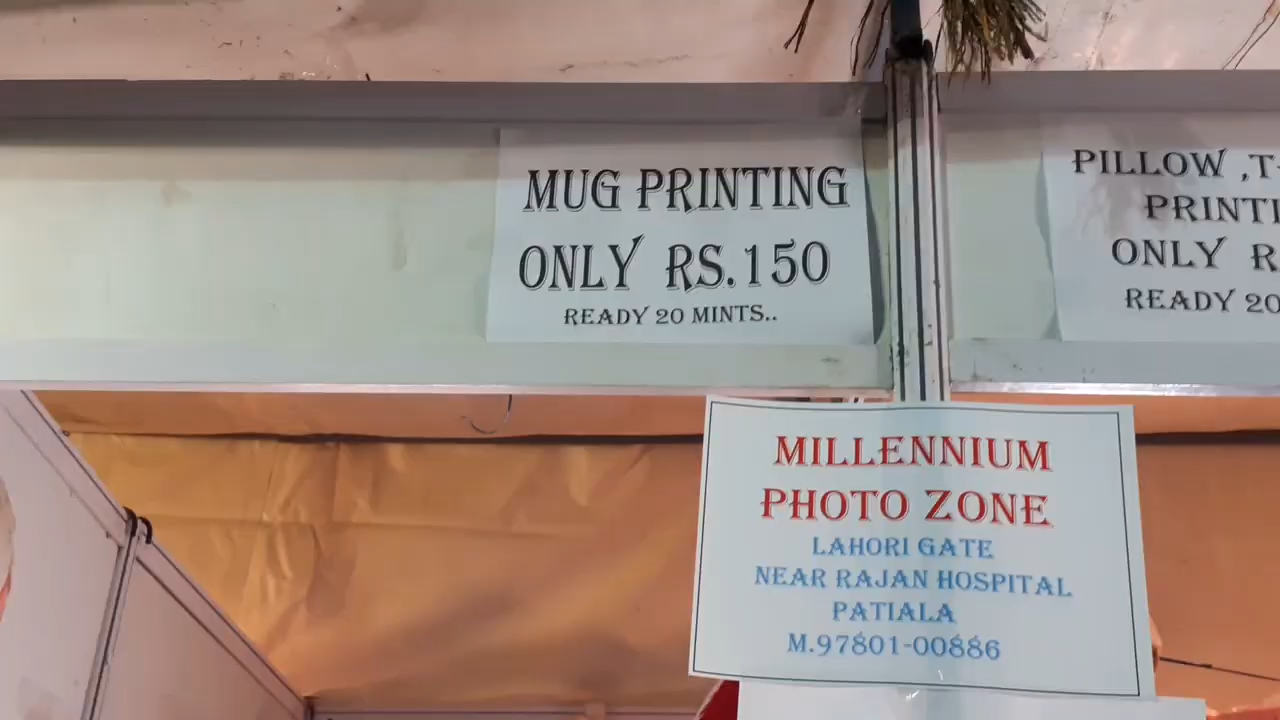 MUG PRINTING
ONLY RS.150
READY 20 MINTS..
PILLOW ,T-
PRINTI
ONLY R
READY 20
MILLENNIUM
PHOTO ZONE
LAHORI GATE
NEAR RAJAN HOSPITAL
PATIALA
M.97801-00886